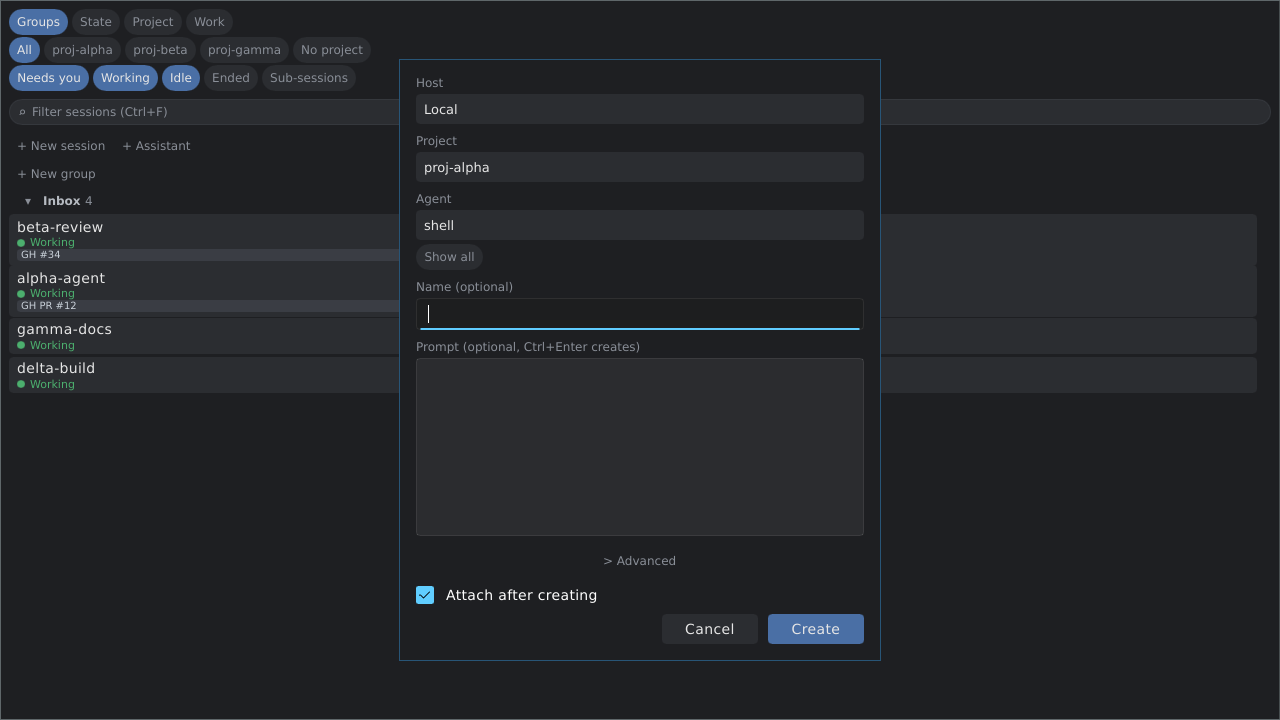 Groups State Project Work
All proj-alpha proj-beta proj-gamma No project
Needs you Working Idle Ended Sub-sessions
Filter sessions (Ctrl+F)
+ New session + Assistant
+ New group
Inbox 4
beta-review
Working
GH #34
alpha-agent
Working
GH PR #12
gamma-docs
Working
delta-build
Working
Host
Local
Project
proj-alpha
Agent
shell
Show all
Name (optional)
Prompt (optional, Ctrl+Enter creates)
> Advanced
Attach after creating
Cancel Create